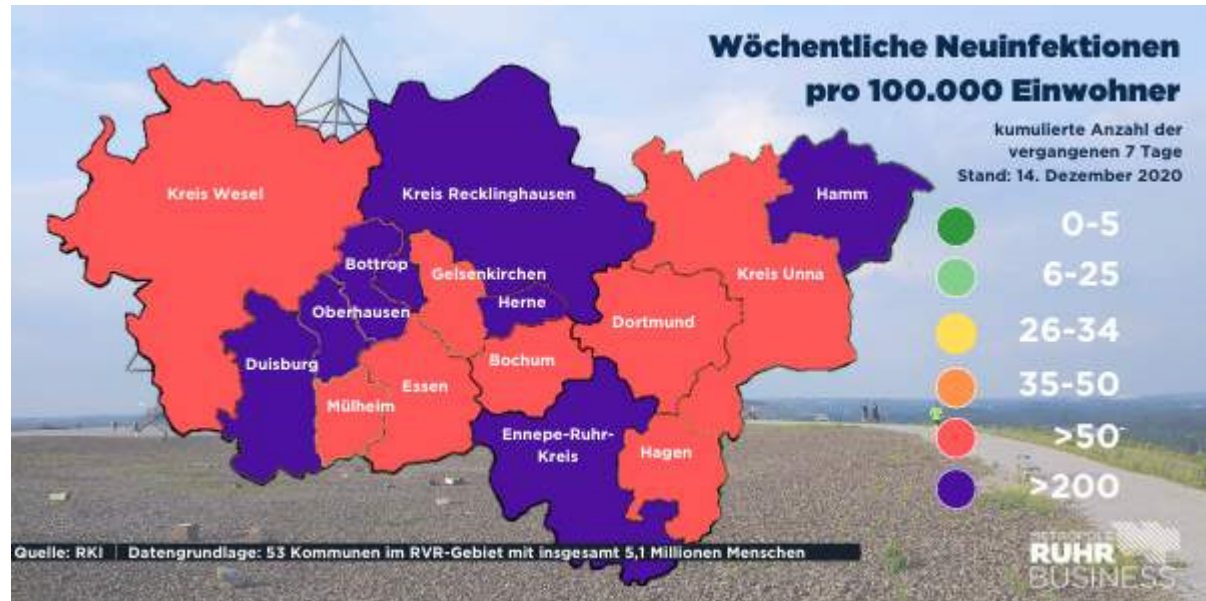 Wöchentliche Neuinfektionen
pro 100.000 Einwohner
kumulierte Anzahl der
vergangenen 7 Tage
Stand: 14. Dezember 2020
Kreis Wesel
Kreis Recklinghausen
Hamm
Bottrop
Gelsenkirchen
Kreis Unna
Oberhausen
Herne
Dortmund
Duisburg
Bochum
Essen
Mülheim
Ennepe-Ruhr-
Kreis
Hagen
0-5
6-25
26-34
35-50
>50
>200
Quelle: RKI | Datengrundlage: 53 Kommunen im RVR-Gebiet mit insgesamt 5,1 Millionen Menschen
RUHR
BUSINESS